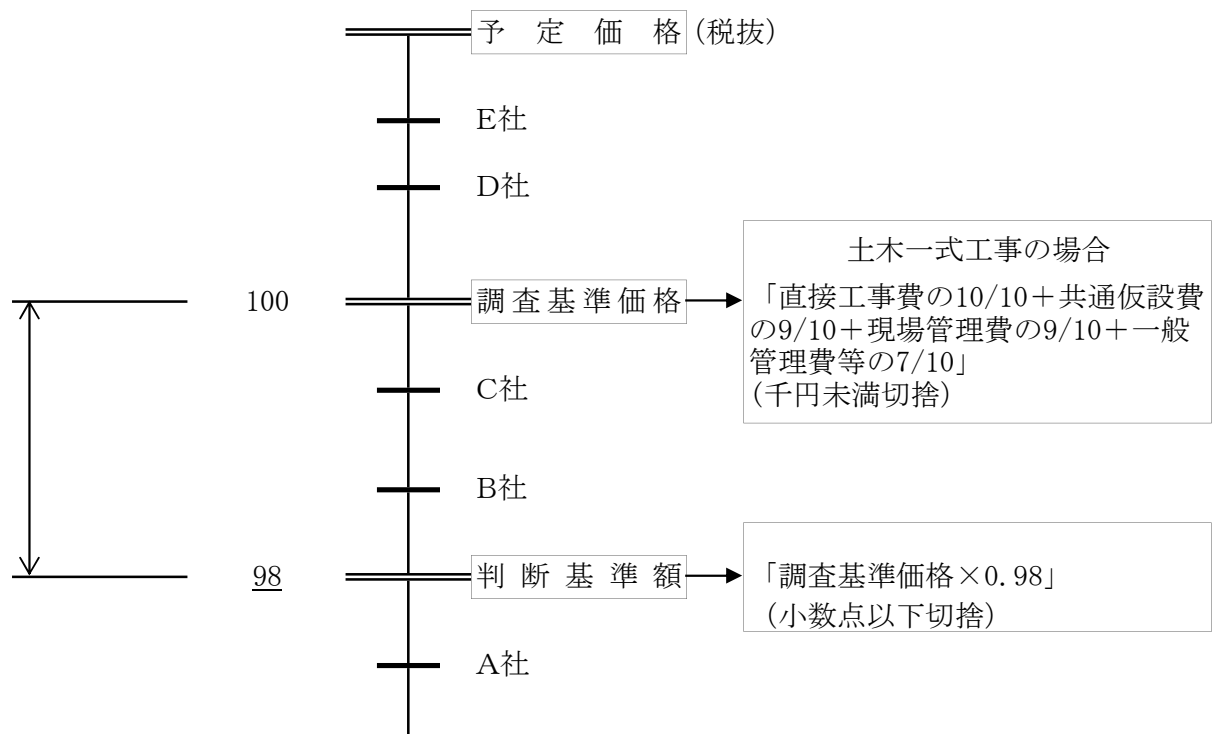 予定価格(税抜)
E社
D社
100
調査基準価格
土木一式工事の場合
「直接工事費の10/10+共通仮設費
の9/10+現場管理費の9/10+一般
管理費等の7/10」
(千円未満切捨)
C社
B社
98
判断基準額
「調査基準価格×0.98」
(小数点以下切捨)
A社